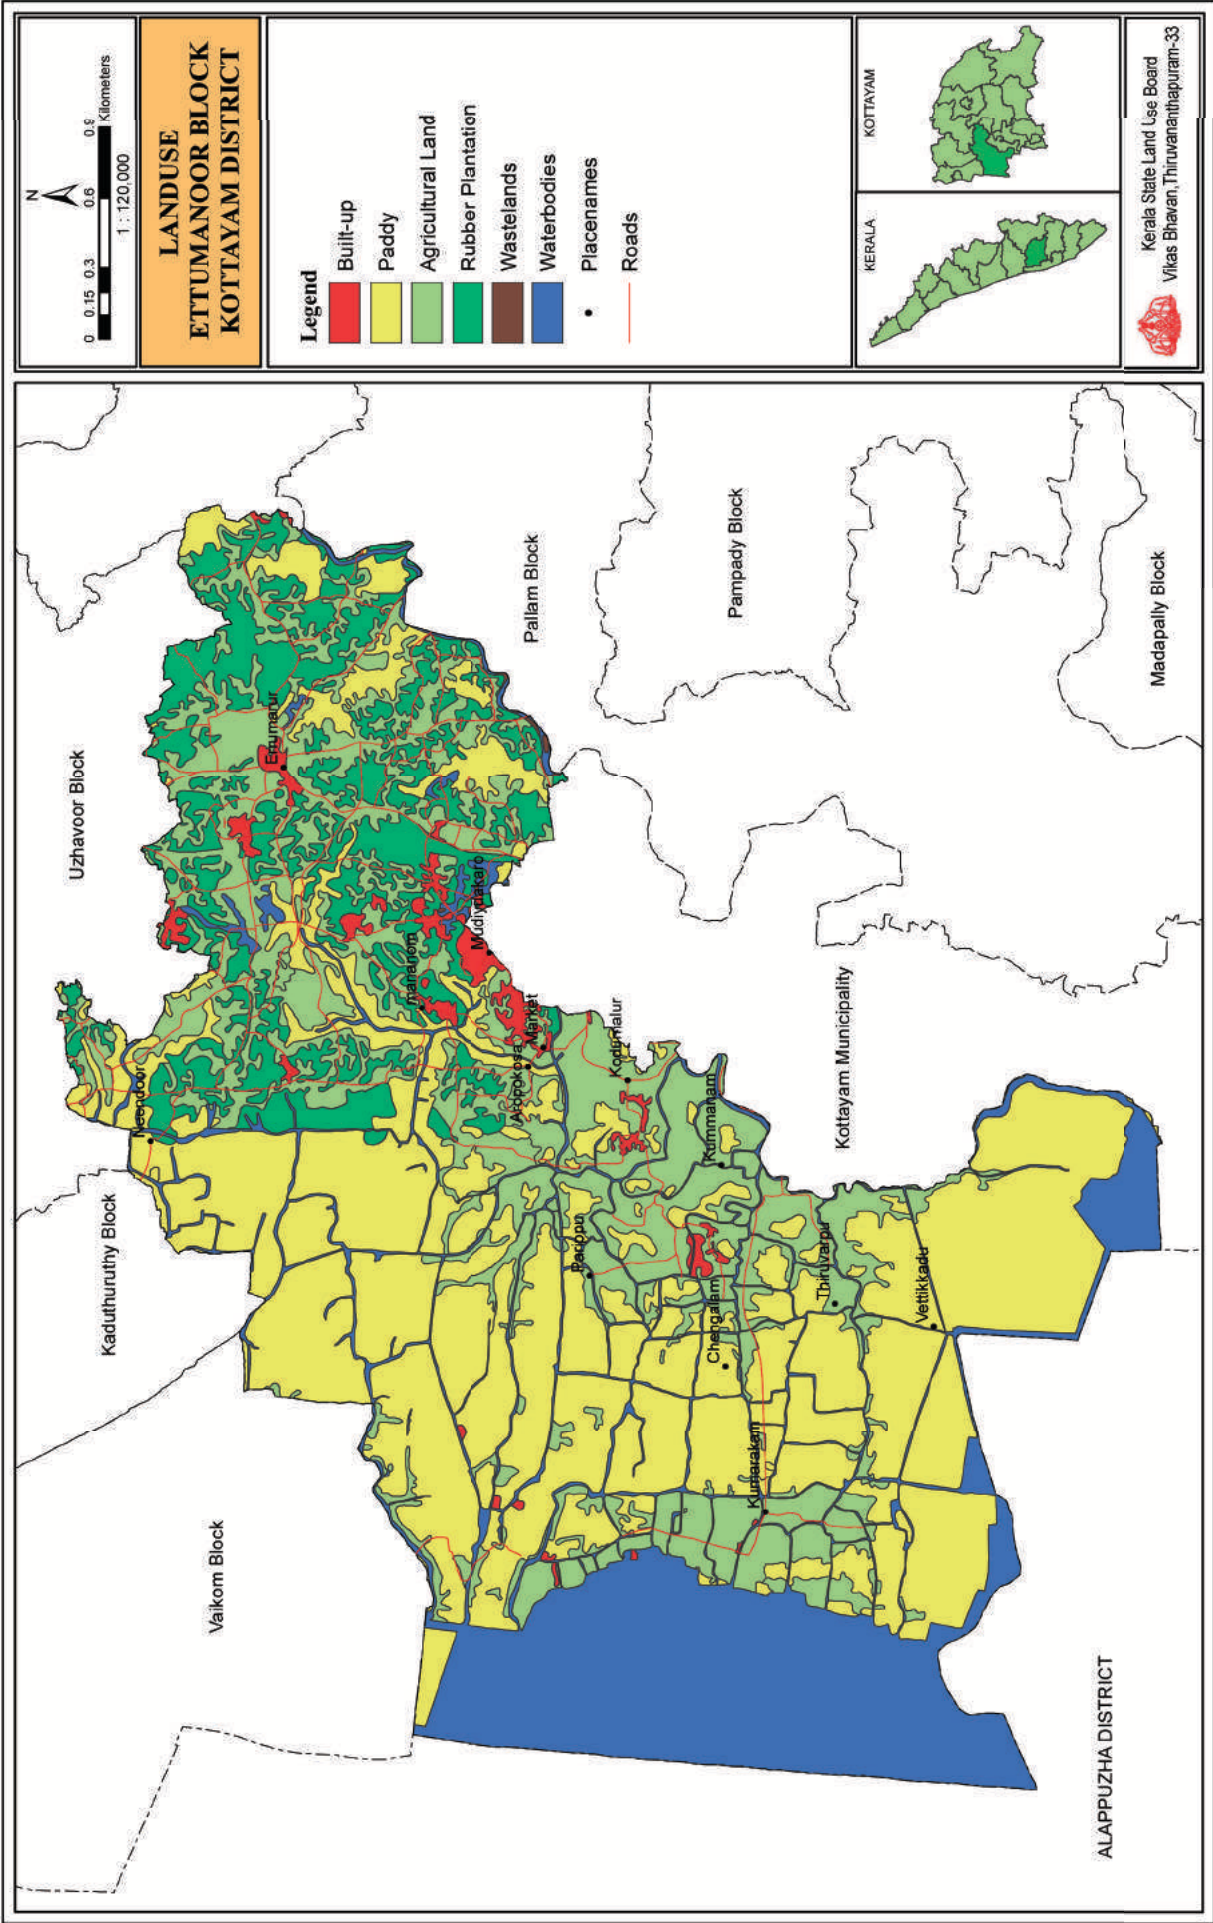 N
0 0.15 0.3 0.6 0.9
Kilometers
1 : 120,000
LANDUSE
ETTUMANOOR BLOCK
KOTTAYAM DISTRICT
Legend
Built-up
Paddy
Agricultural Land
Rubber Plantation
Wastelands
Waterbodies
Placenames
Roads
KERALA
KOTTAYAM
Kerala State Land Use Board
Vikas Bhavan,Thiruvananthapuram-33
Uzhavoor Block
Kaduthuruthy Block
Vaikom Block
Pallam Block
Pampady Block
Madapally Block
Kottayam Municipality
ALAPPUZHA DISTRICT
Neendoor
mananom
Market
Kodumalur
Kummanam
Parippu
Chengalam
Thiruvarpu
Vettikkadu
Kumarakam